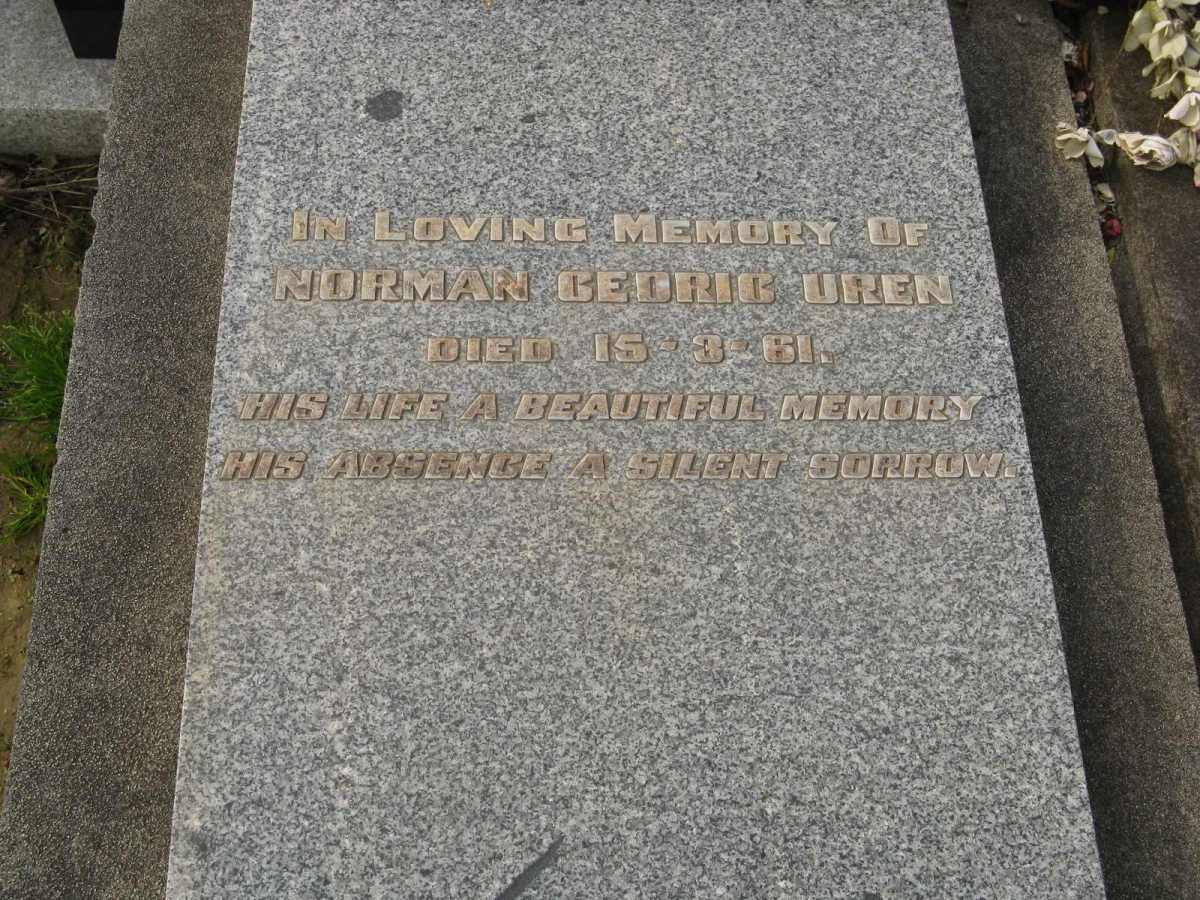 In Loving Memory Of
NORMAN CEDRIC UREN
DIED 15-3-61.
HIS LIFE A BEAUTIFUL MEMORY
HIS ABSENCE A SILENT SORROW.